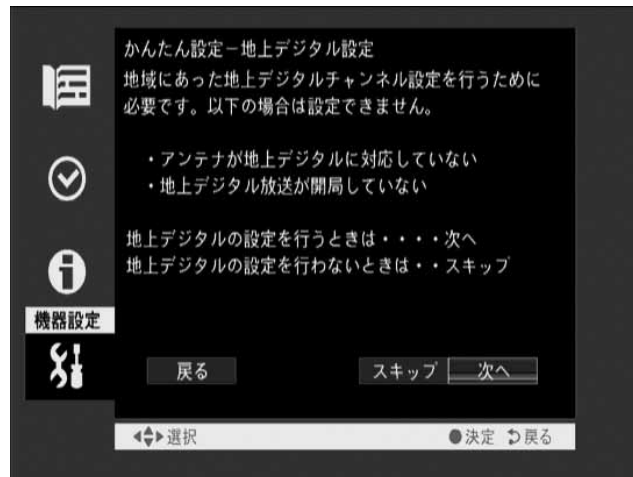 かんたん設定－地上デジタル設定
地域にあった地上デジタルチャンネル設定を行うために
必要です。以下の場合は設定できません。
・アンテナが地上デジタルに対応していない
・地上デジタル放送が開局していない
地上デジタルの設定を行うときは・・・・次へ
地上デジタルの設定を行わないときは・・スキップ
機器設定
戻る スキップ 次へ
選択 決定 戻る